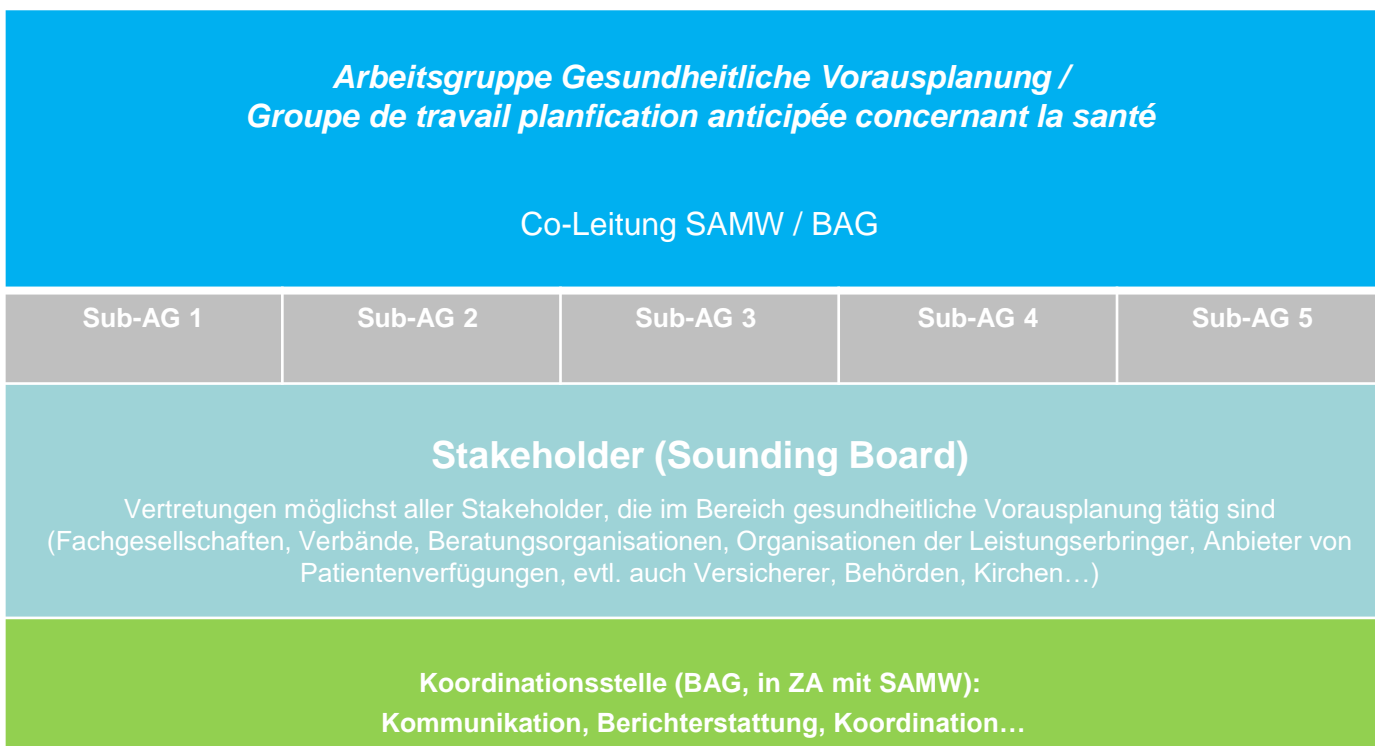 Arbeitsgruppe Gesundheitliche Vorausplanung /
Groupe de travail planfication anticipée concernant la santé
Co-Leitung SAMW / BAG
Sub-AG 1
Sub-AG 2
Sub-AG 3
Sub-AG 4
Sub-AG 5
Stakeholder (Sounding Board)
Vertretungen möglichst aller Stakeholder, die im Bereich gesundheitliche Vorausplanung tätig sind
(Fachgesellschaften, Verbände, Beratungsorganisationen, Organisationen der Leistungserbringer, Anbieter von
Patientenverfügungen, evtl. auch Versicherer, Behörden, Kirchen…)
Koordinationsstelle (BAG, in ZA mit SAMW):
Kommunikation, Berichterstattung, Koordination…